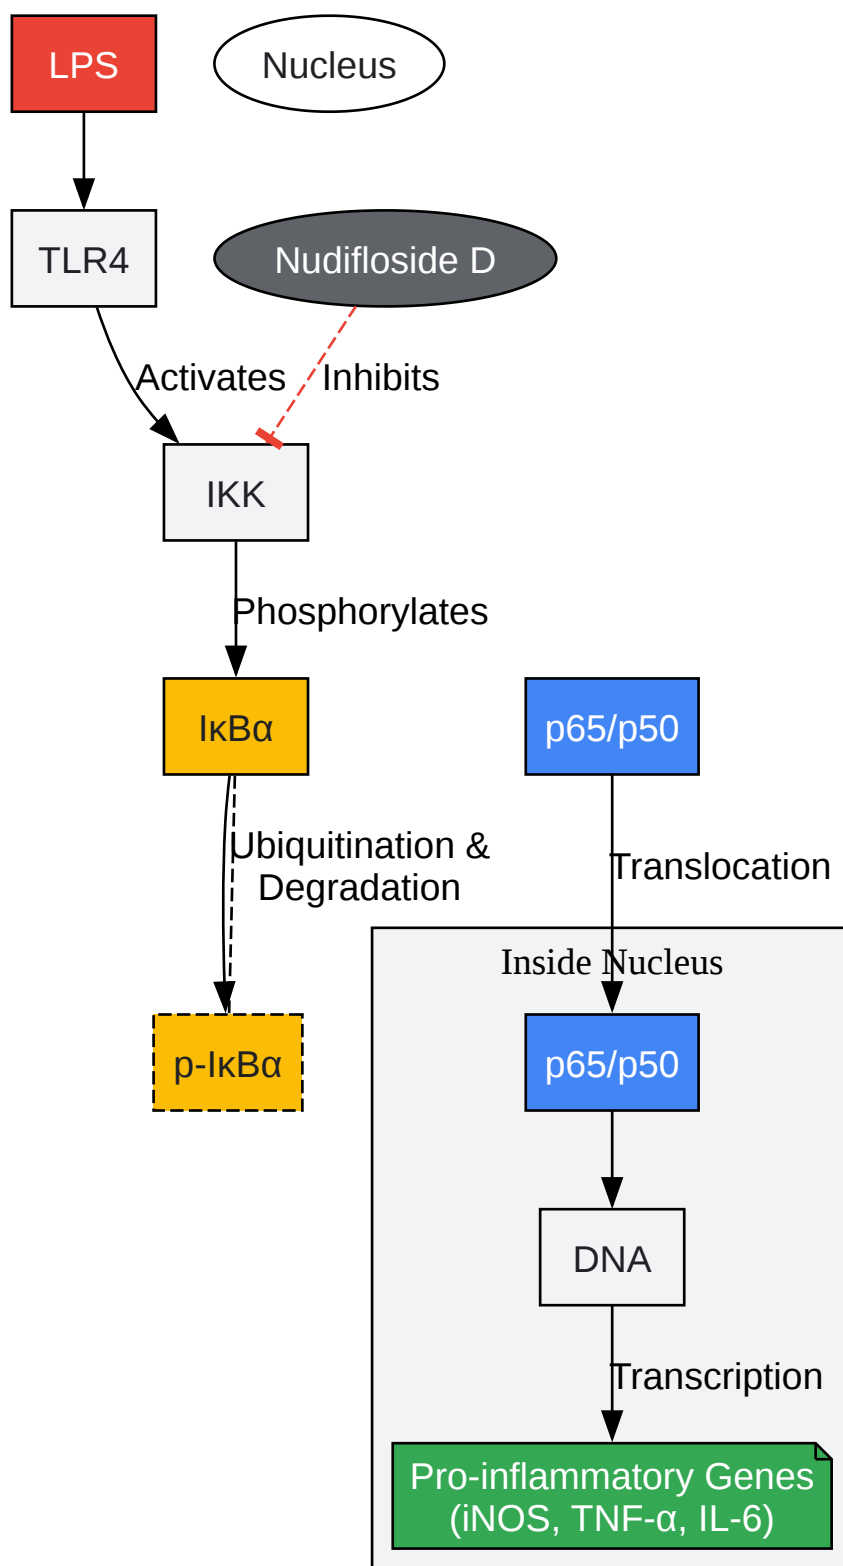 LPS
Nucleus
TLR4
Nudifloside D
Activates
Inhibits
IKK
Phosphorylates
IκBα
p65/p50
Ubiquitination &
Degradation
Translocation
Inside Nucleus
p-IκBα
p65/p50
DNA
Transcription
Pro-inflammatory Genes
(iNOS, TNF-α, IL-6)